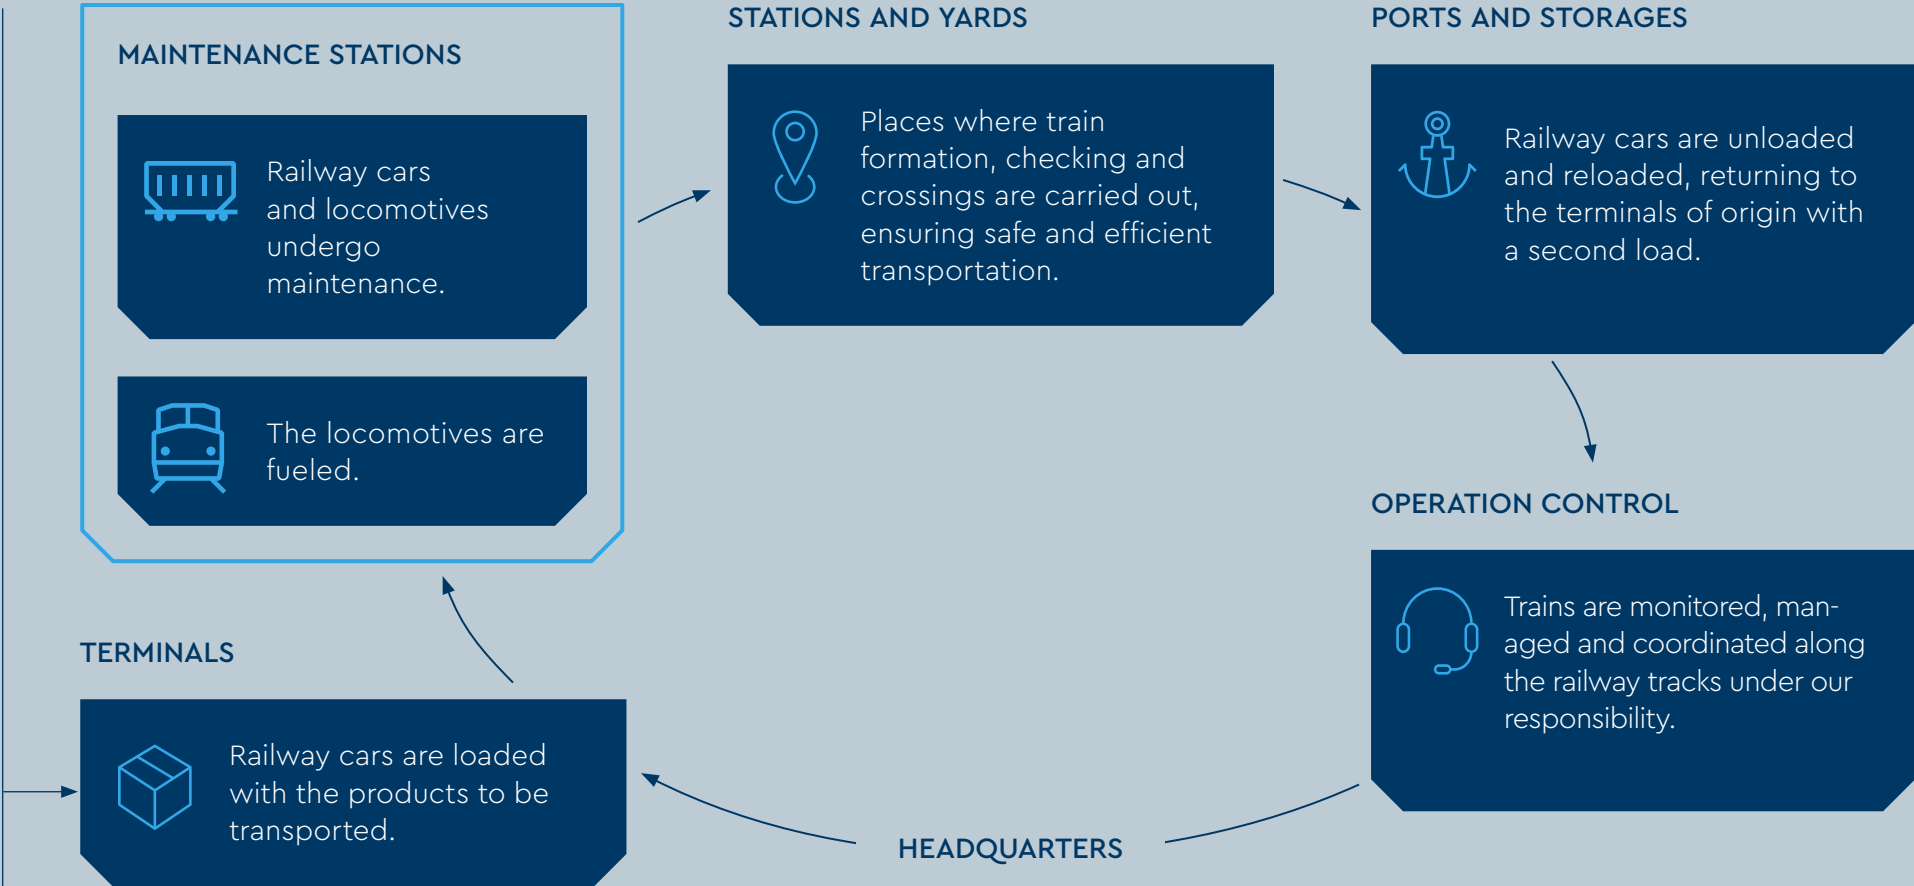 MAINTENANCE STATIONS
Railway cars
and locomotives
undergo
maintenance.
The locomotives are
fueled.
STATIONS AND YARDS
Places where train
formation, checking and
crossings are carried out,
ensuring safe and efficient
transportation.
PORTS AND STORAGES
Railway cars are unloaded
and reloaded, returning to
the terminals of origin with
a second load.
OPERATION CONTROL
Trains are monitored, man-
aged and coordinated along
the railway tracks under our
responsibility.
TERMINALS
Railway cars are loaded
with the products to be
transported.
HEADQUARTERS